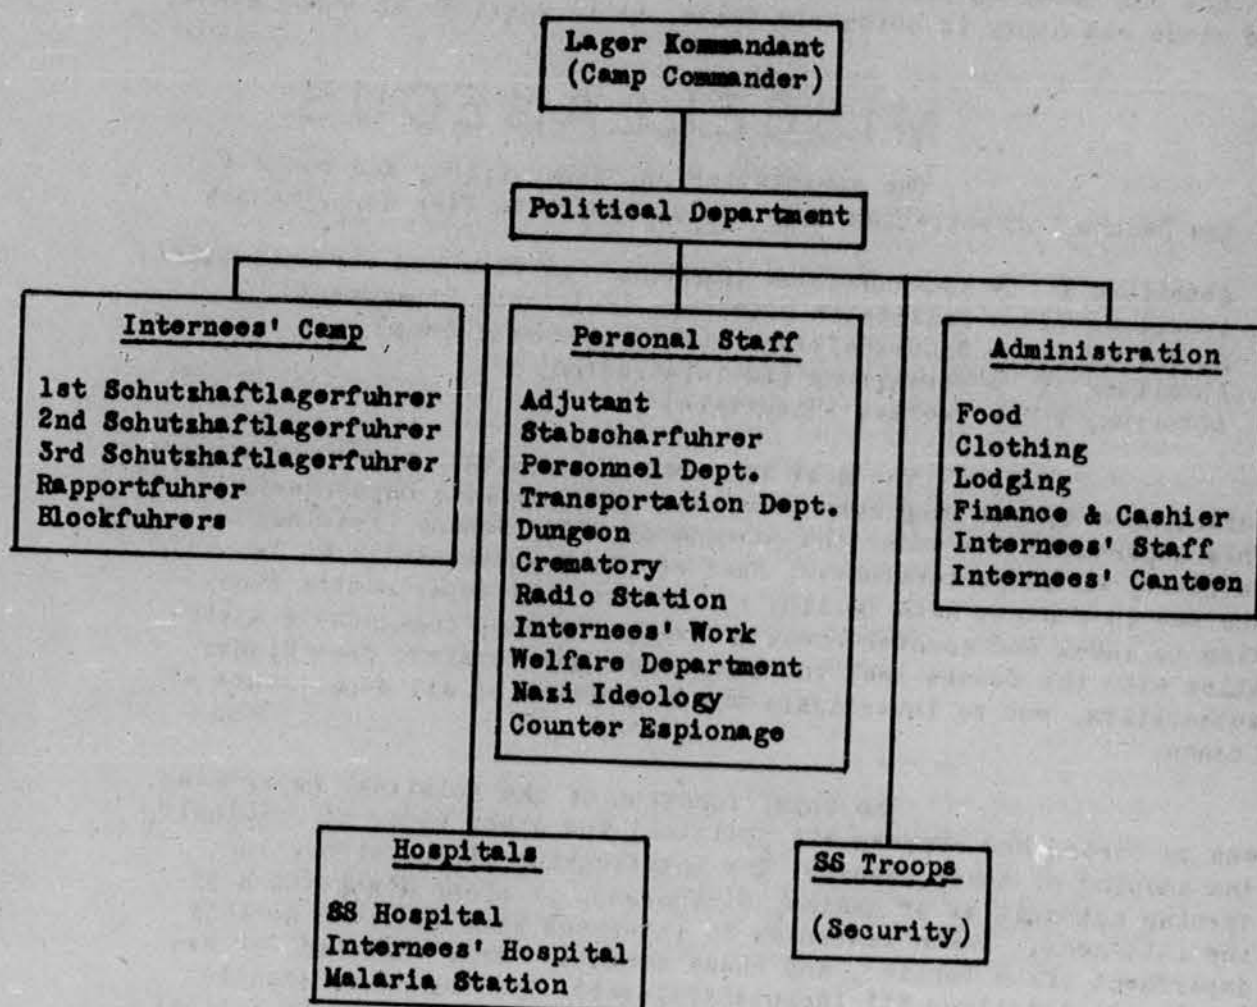 Lager Kommandant
(Camp Commander)
Political Department
Internees' Camp
1st Schutzhaftlagerfuhrer
2nd Schutzhaftlagerfuhrer
3rd Schutzhaftlagerfuhrer
Rapportfuhrer
Blockfuhrers
Personal Staff
Adjutant
Stabscharfuhrer
Personnel Dept.
Transportation Dept.
Dungeon
Crematory
Radio Station
Internees' Work
Welfare Department
Nazi Ideology
Counter Espionage
Administration
Food
Clothing
Lodging
Finance & Cashier
Internees' Staff
Internees' Canteen
Hospitals
SS Hospital
Internees' Hospital
Malaria Station
SS Troops
(Security)